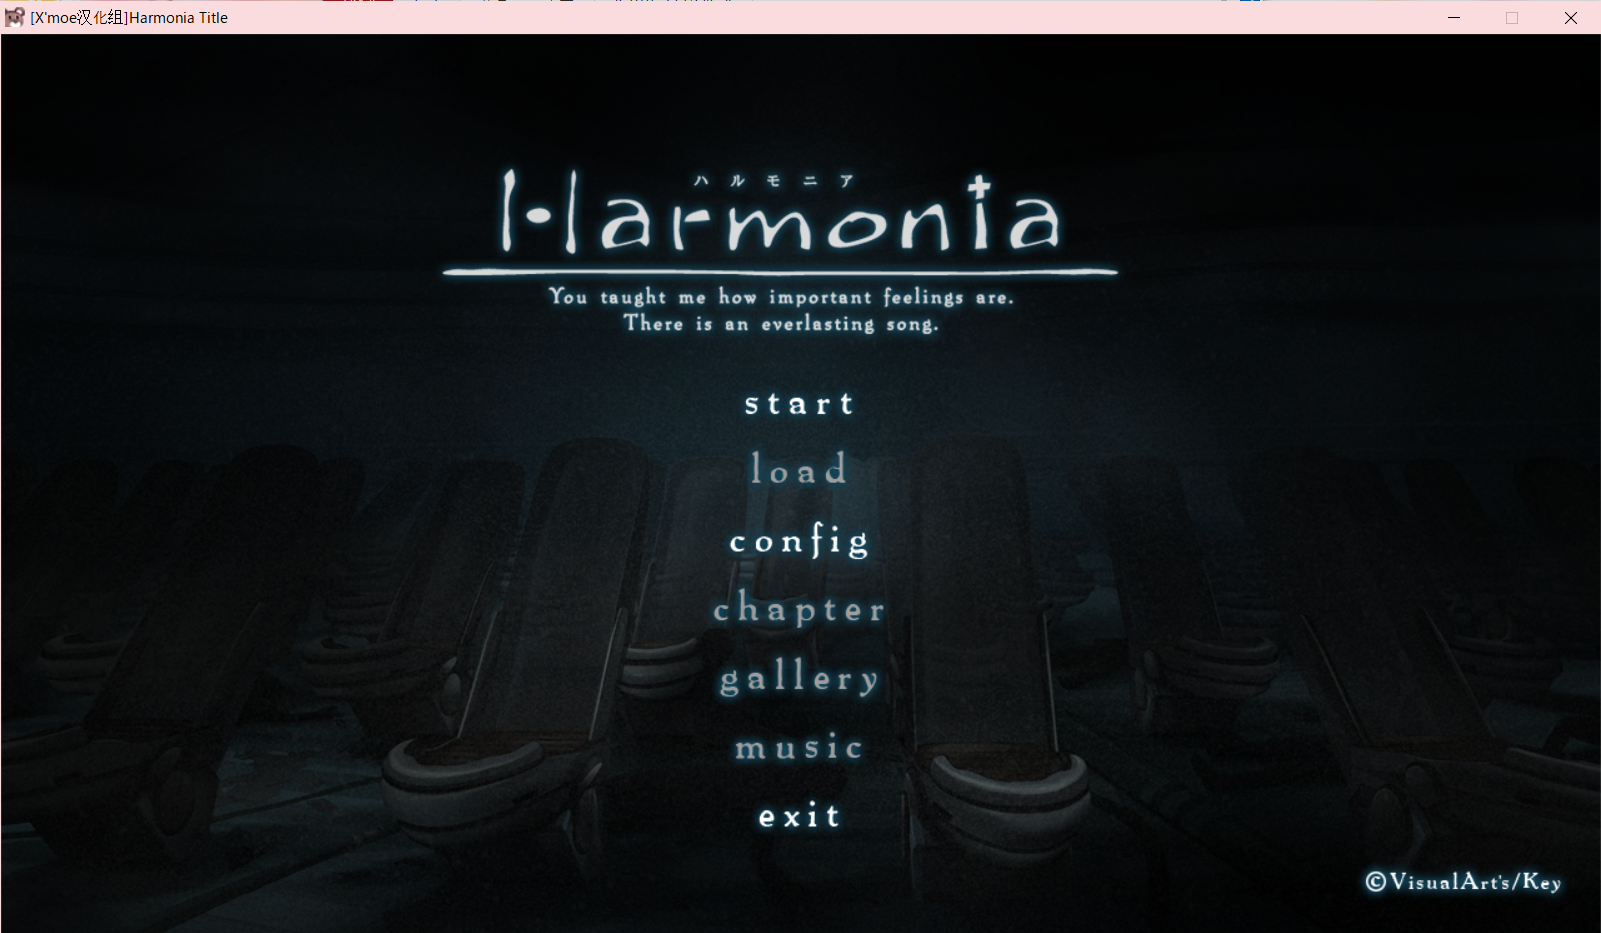 [X'moe汉化组]Harmonia Title
ハルモニア
Harmonia
You taught me how important feelings are.
There is an everlasting song.
start
load
config
chapter
gallery
music
exit
©VisualArt's/Key